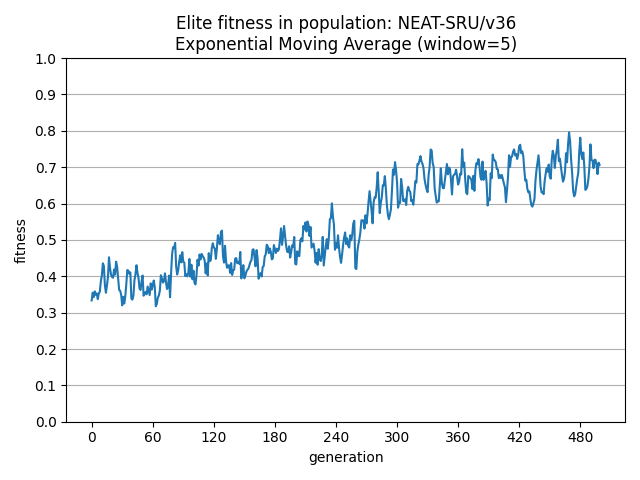 Elite fitness in population: NEAT-SRU/v36
Exponential Moving Average (window=5)
1.0
0.9
0.8
0.7
0.6
0.5
0.4
0.3
0.2
0.1
0.0
fitness
0 60 120 180 240 300 360 420 480
generation